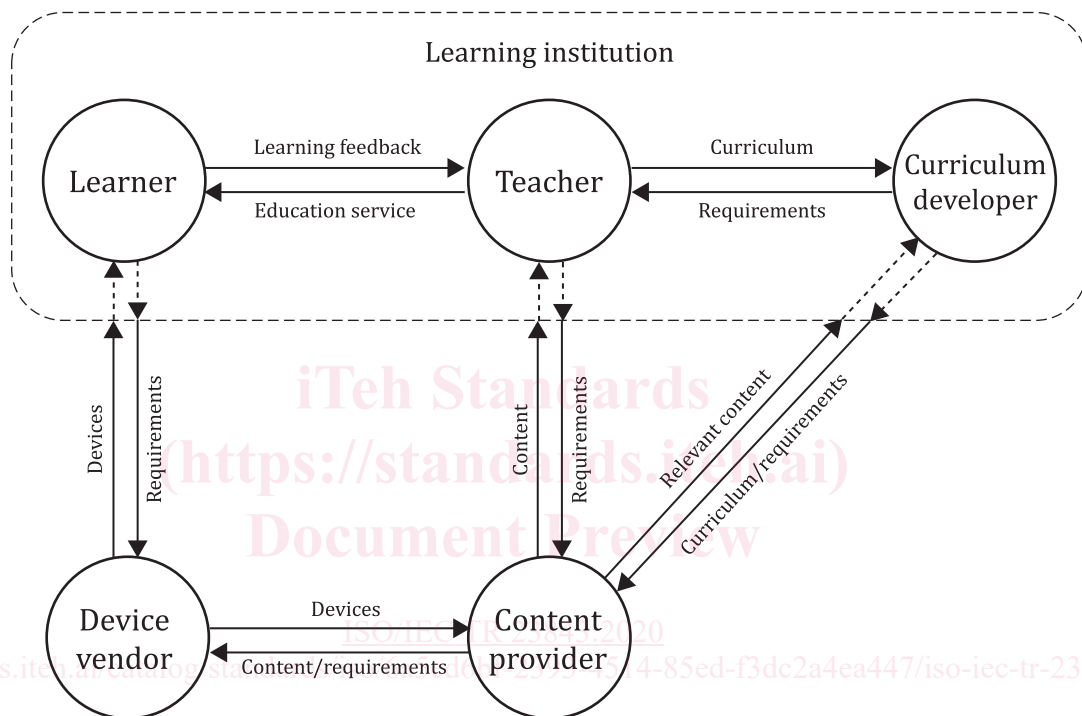 Learning institution
Learning feedback
Curriculum
Learner
Teacher
Curriculum
developer
Education service
Requirements
Devices
Requirements
Content
Requirements
Relevant content
Curriculum/requirements
iTeh Standards
(https://standards.iteh.ai)
Document Preview
Device
vendor
Devices
Content/requirements
Content
provider
ISO/IEC TR 23843:2020